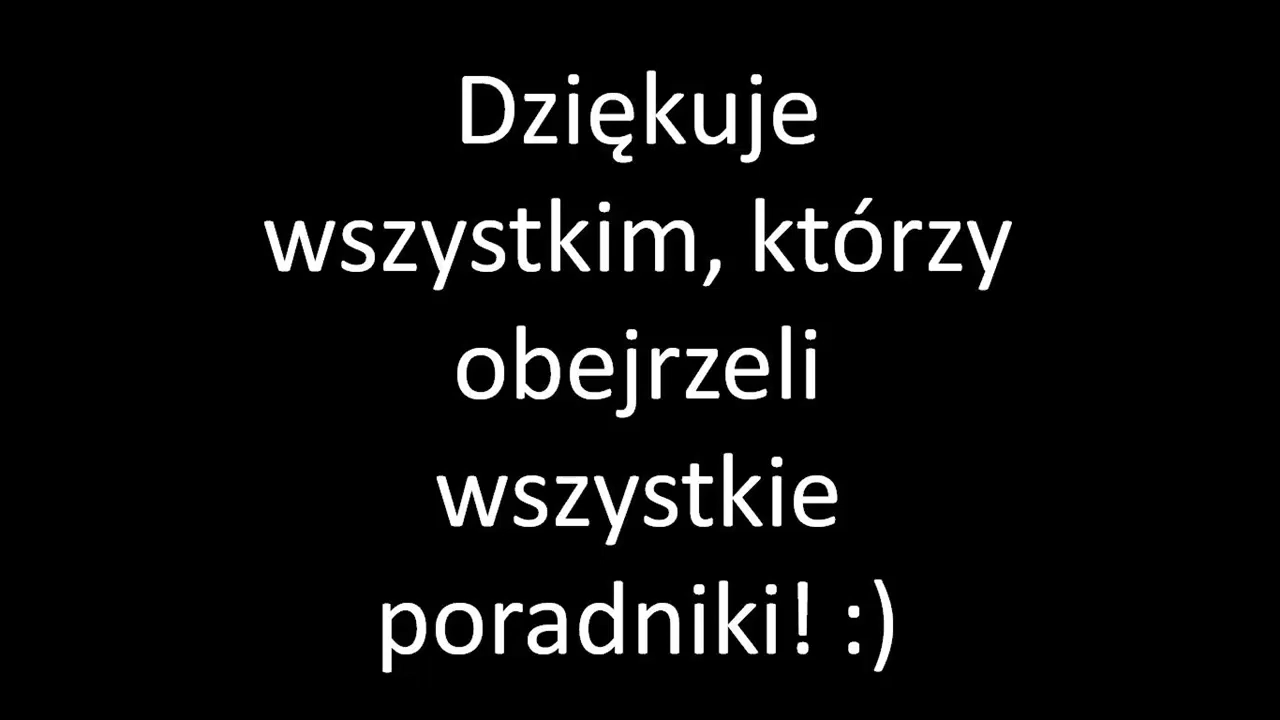 Dziękuje
wszystkim, którzy
obejrzeli
wszystkie
poradniki! :)